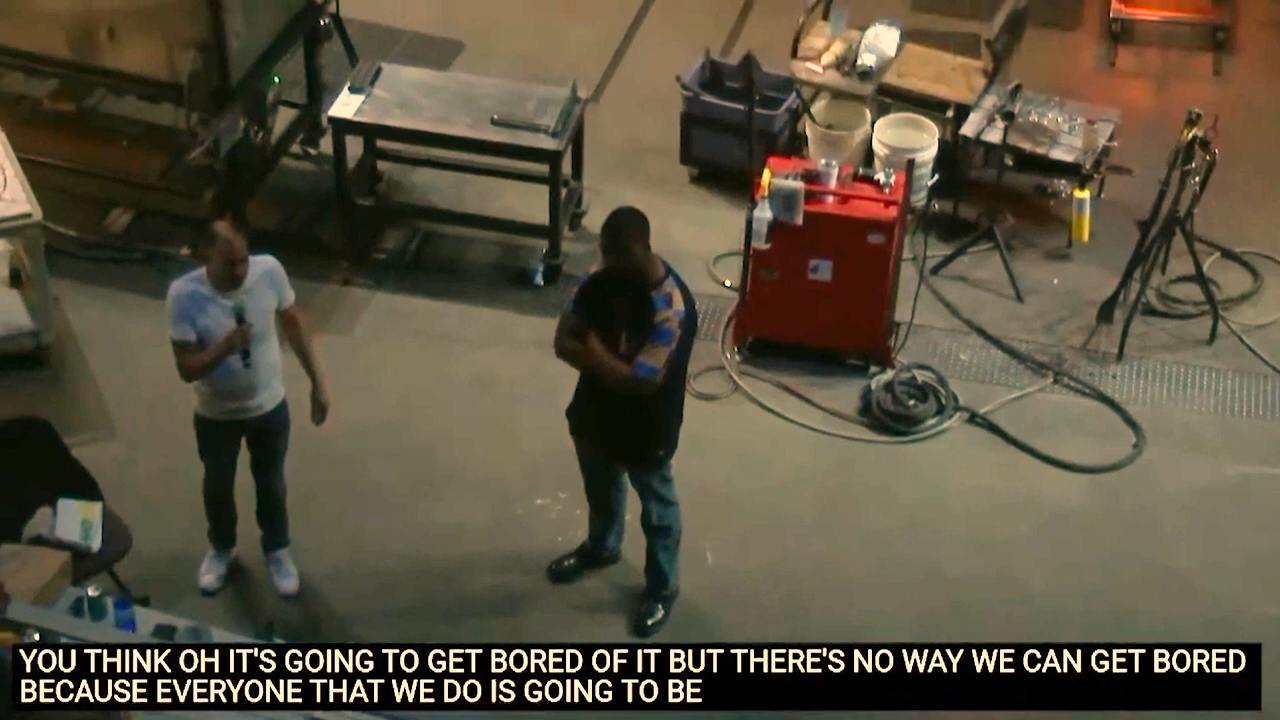 YOU THINK OH IT'S GOING TO GET BORED OF IT BUT THERE'S NO WAY WE CAN GET BORED
BECAUSE EVERYONE THAT WE DO IS GOING TO BE